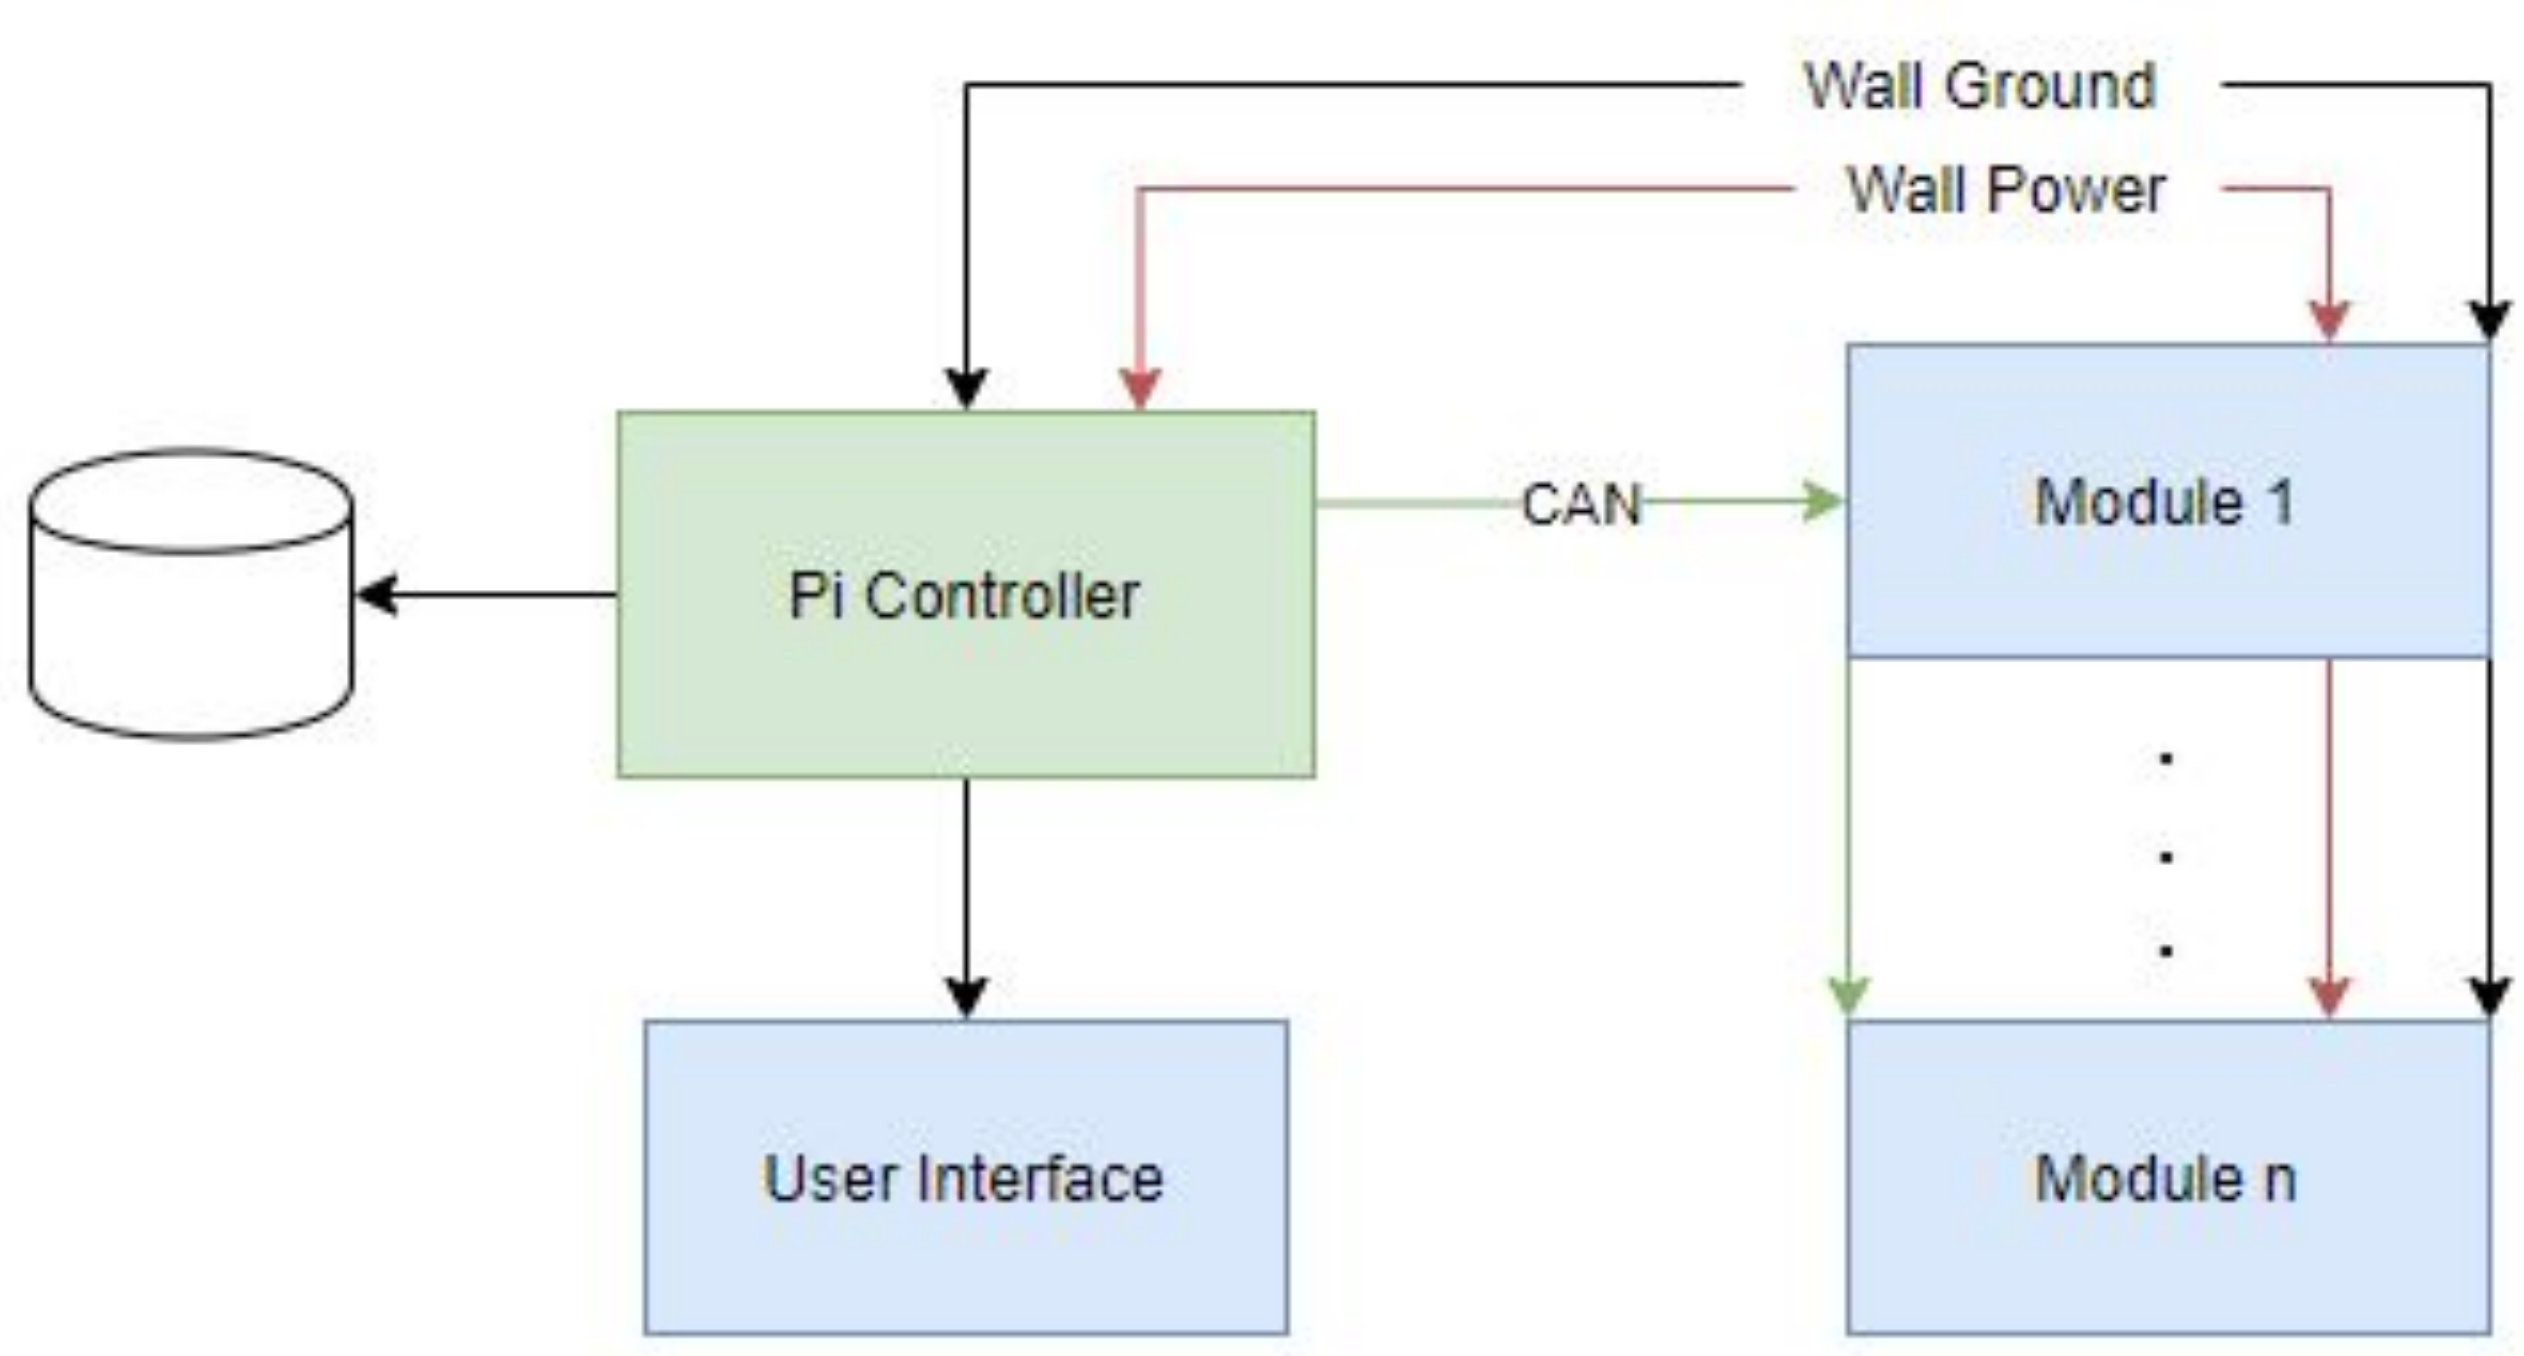 Wall Ground
Wall Power
CAN
Module 1
Pi Controller
User Interface
Module n